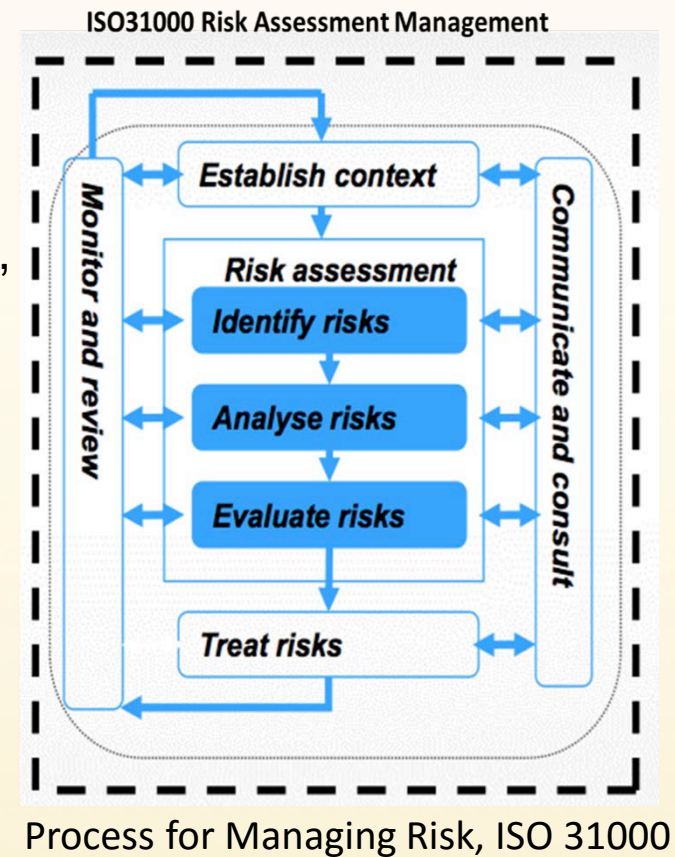 ISO31000 Risk Assessment Management
Establish context
Monitor and review
Communicate and consult
,
Risk assessment
Identify risks
Analyse risks
Evaluate risks
Treat risks
Process for Managing Risk, ISO 31000